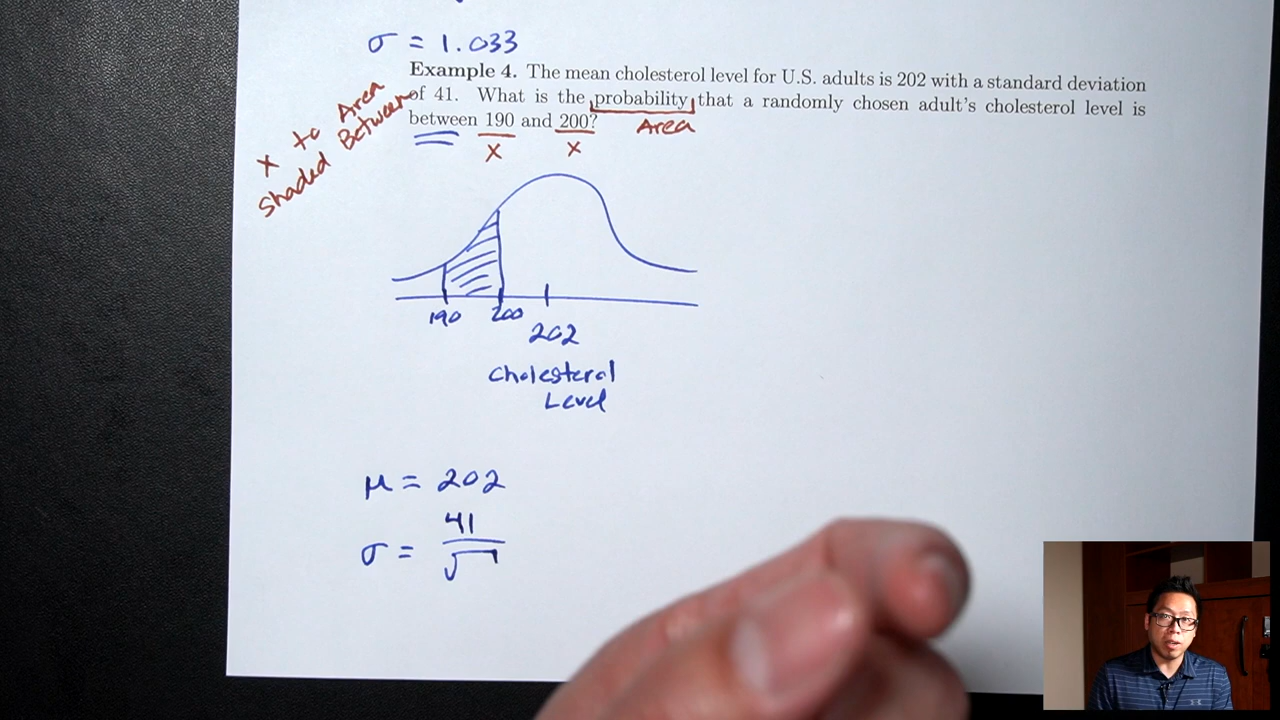 σ = 1.033
Example 4. The mean cholesterol level for U.S. adults is 202 with a standard deviation
of 41. What is the probability that a randomly chosen adult's cholesterol level is
between 190 and 200?
Area
x x
x to Area
Shaded Between
190 200
202
Cholesteral
Level
μ = 202
σ = 41/√